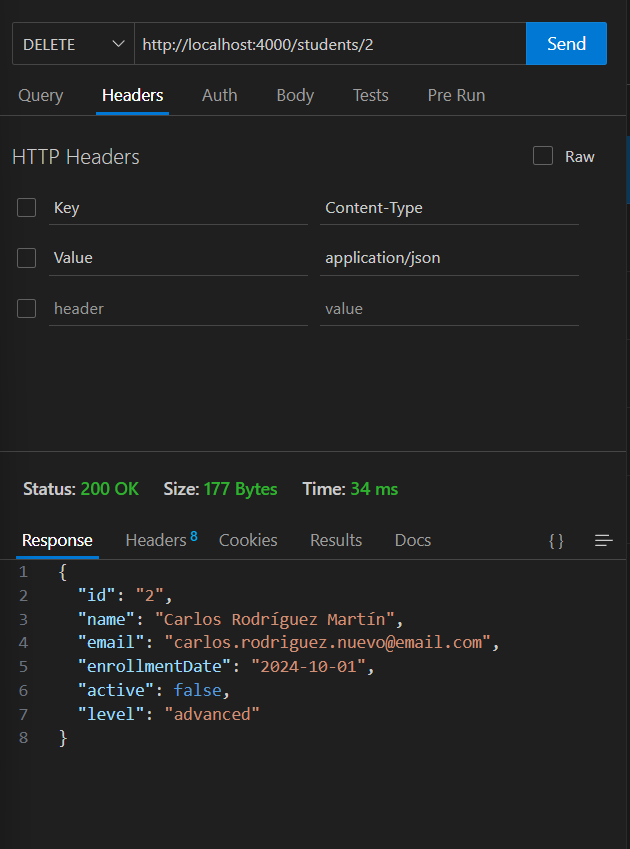 DELETE http://localhost:4000/students/2 Send
Query Headers Auth Body Tests Pre Run
HTTP Headers Raw
Key Content-Type
Value application/json
header value
Status: 200 OK Size: 177 Bytes Time: 34 ms
Response Headers 8 Cookies Results Docs { }
1 {
2 "id": "2",
3 "name": "Carlos Rodríguez Martín",
4 "email": "carlos.rodriguez.nuevo@email.com",
5 "enrollmentDate": "2024-10-01",
6 "active": false,
7 "level": "advanced"
8 }